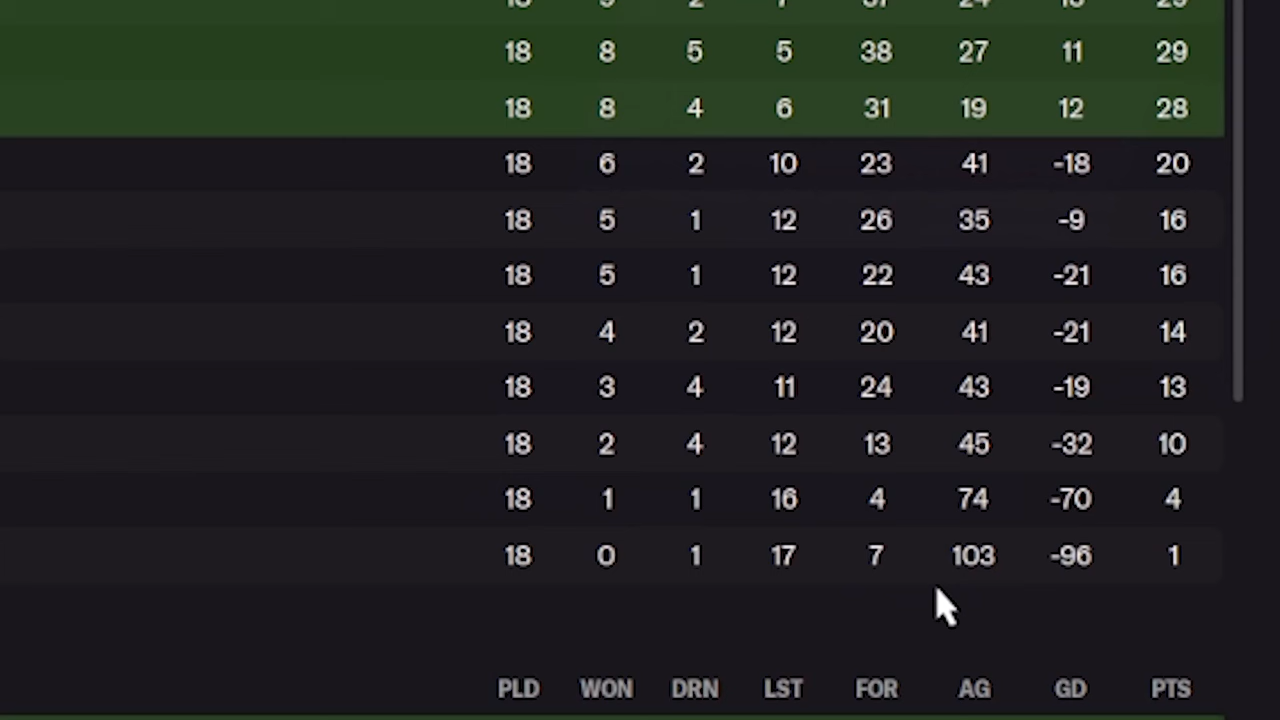 18 8 5 5 38 27 11 29
18 8 4 6 31 19 12 28
18 6 2 10 23 41 -18 20
18 5 1 12 26 35 -9 16
18 5 1 12 22 43 -21 16
18 4 2 12 20 41 -21 14
18 3 4 11 24 43 -19 13
18 2 4 12 13 45 -32 10
18 1 1 16 4 74 -70 4
18 0 1 17 7 103 -96 1
PLD WON DRN LST FOR AG GD PTS